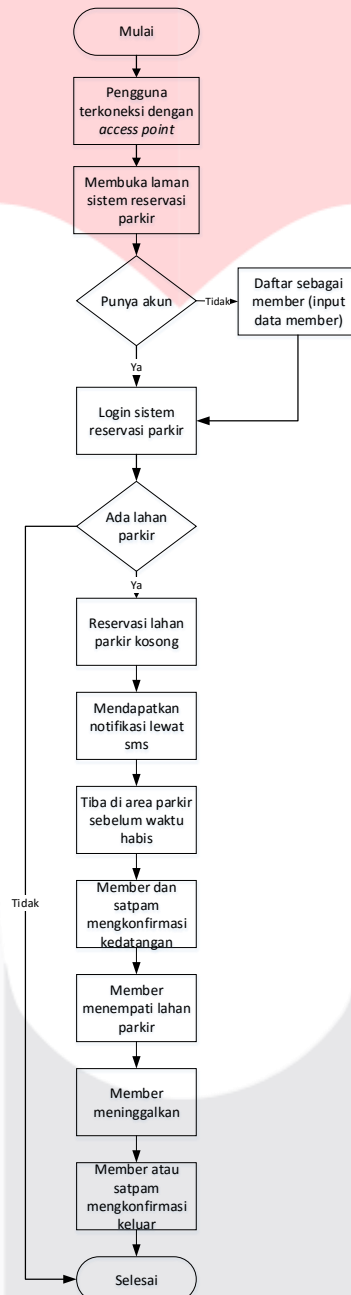 Mulai
Pengguna
terkoneksi dengan
access point
Membuka laman
sistem reservasi
parkir
Punya akun
Tidak
Daftar sebagai
member (input
data member)
Ya
Login sistem
reservasi parkir
Ada lahan
parkir
Ya
Reservasi lahan
parkir kosong
Mendapatkan
notifikasi lewat
sms
Tiba di area parkir
sebelum waktu
habis
Tidak
Member dan
satpam
mengkonfirmasi
kedatangan
Member
menempati lahan
parkir
Member
meninggalkan
Member atau
satpam
mengkonfirmasi
keluar
Selesai